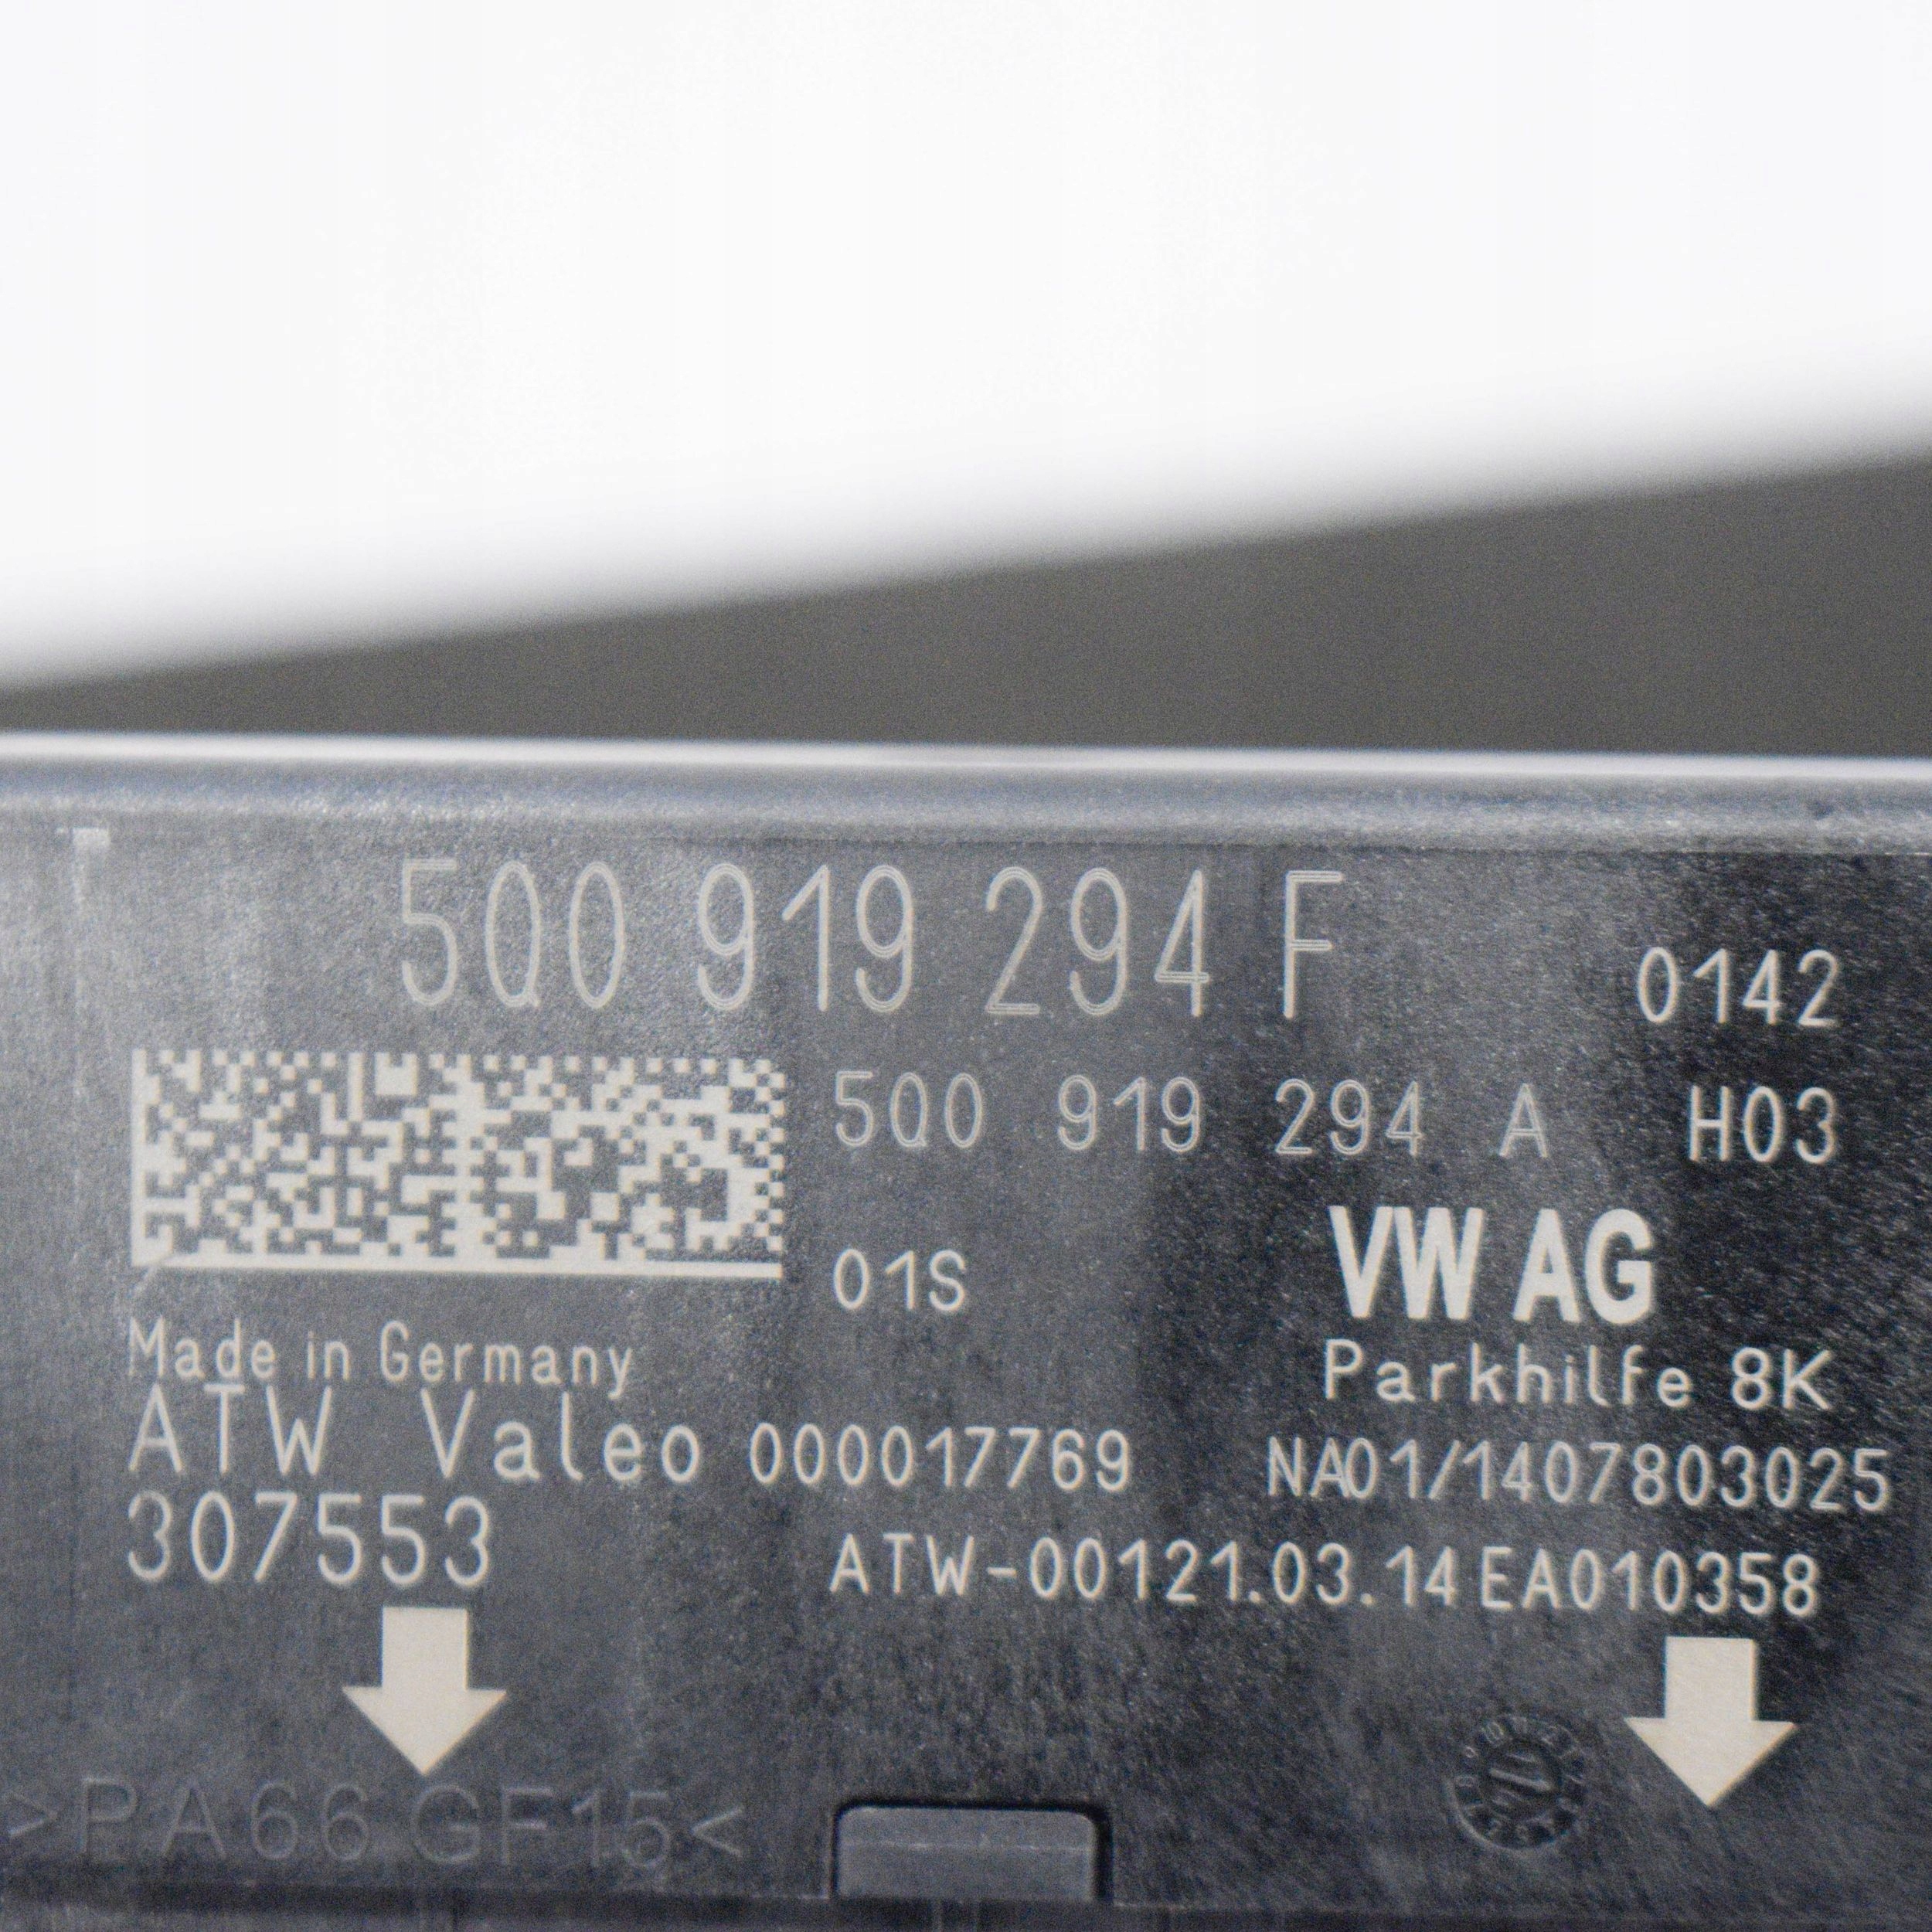 5Q0 919 294 F
0142
5Q0 919 294 A
H03
01S
VW AG
Made in Germany
Parkhilfe 8K
ATW Valeo 000017769
NA01/1407803025
307553
ATW-00121.03.14 EA010358
>PA66 GF15<